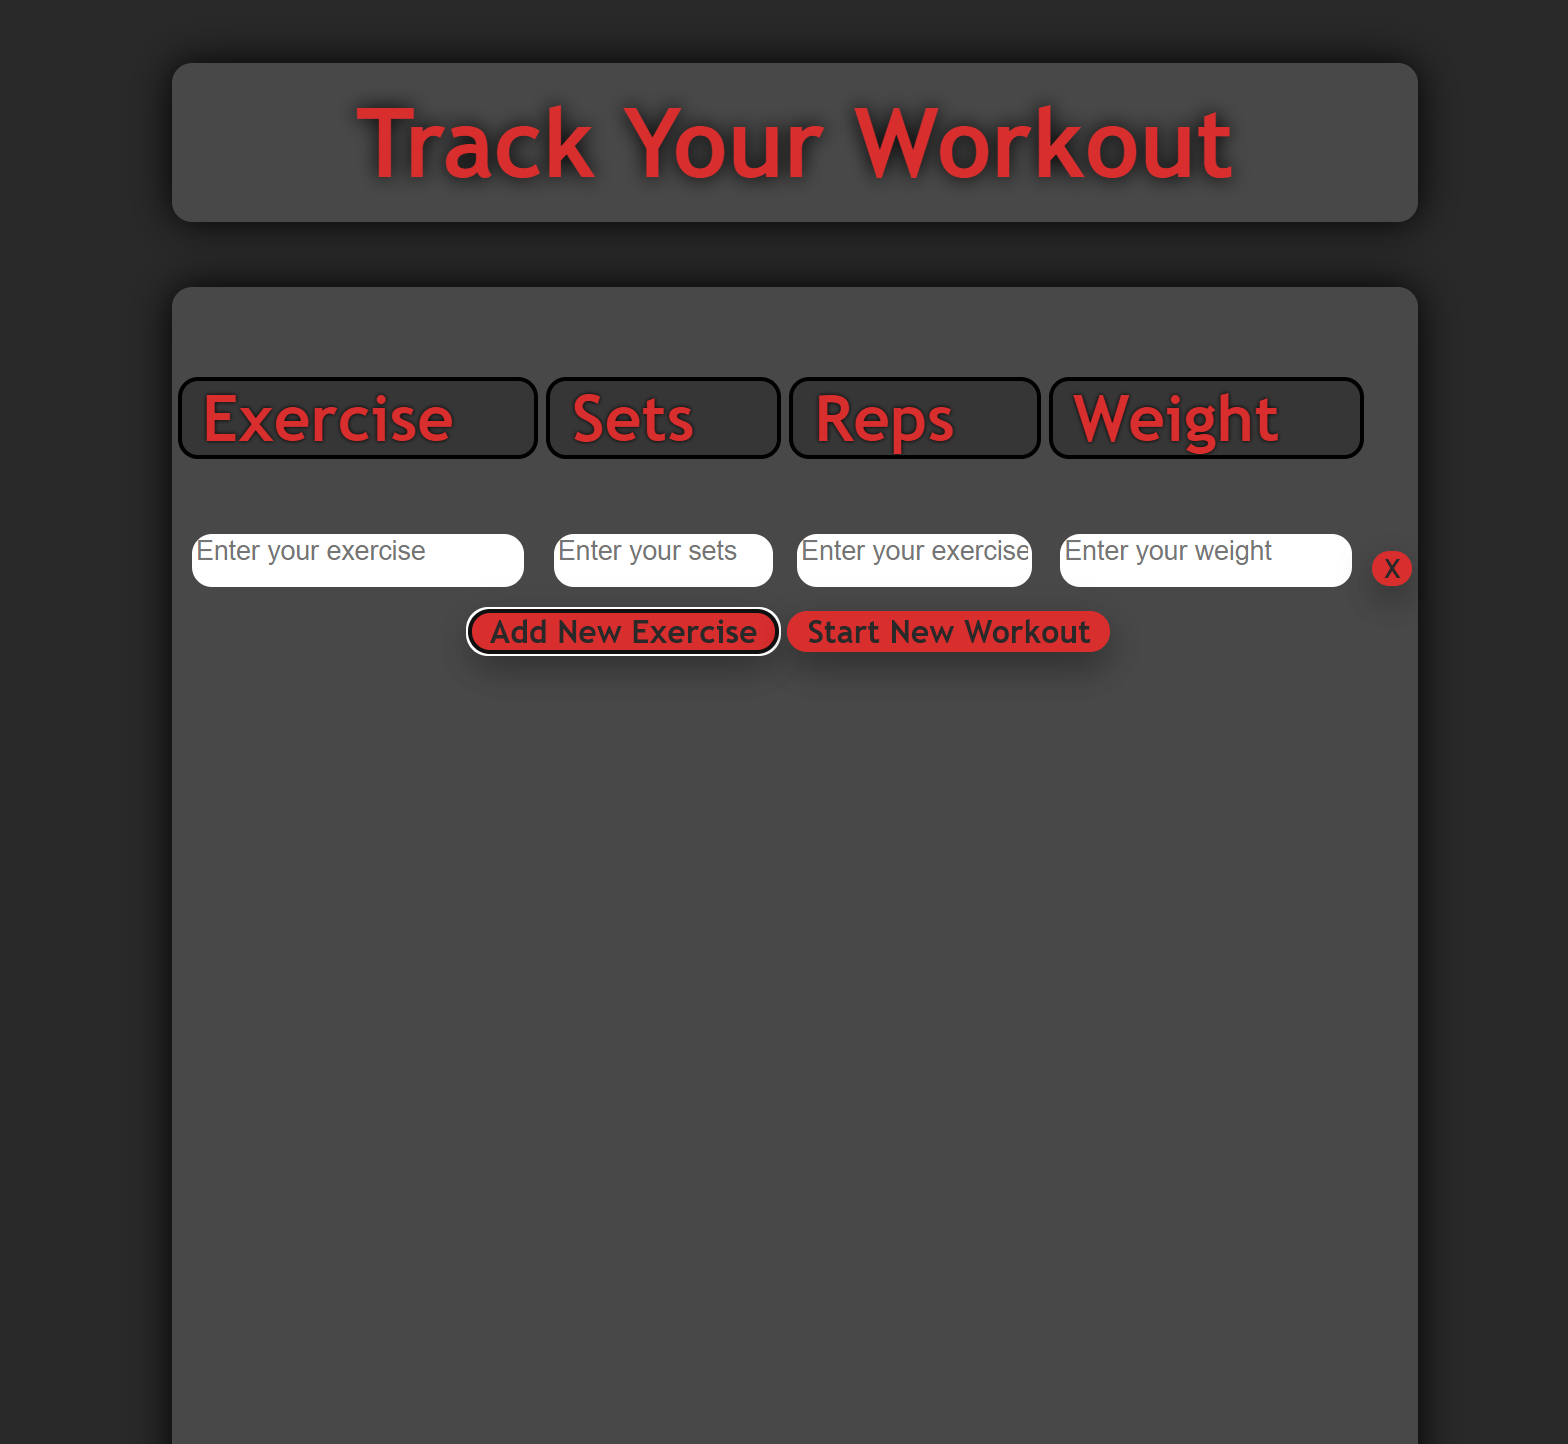 Track Your Workout
Exercise Sets Reps Weight
Enter your exercise Enter your sets Enter your exercise Enter your weight X
Add New Exercise Start New Workout